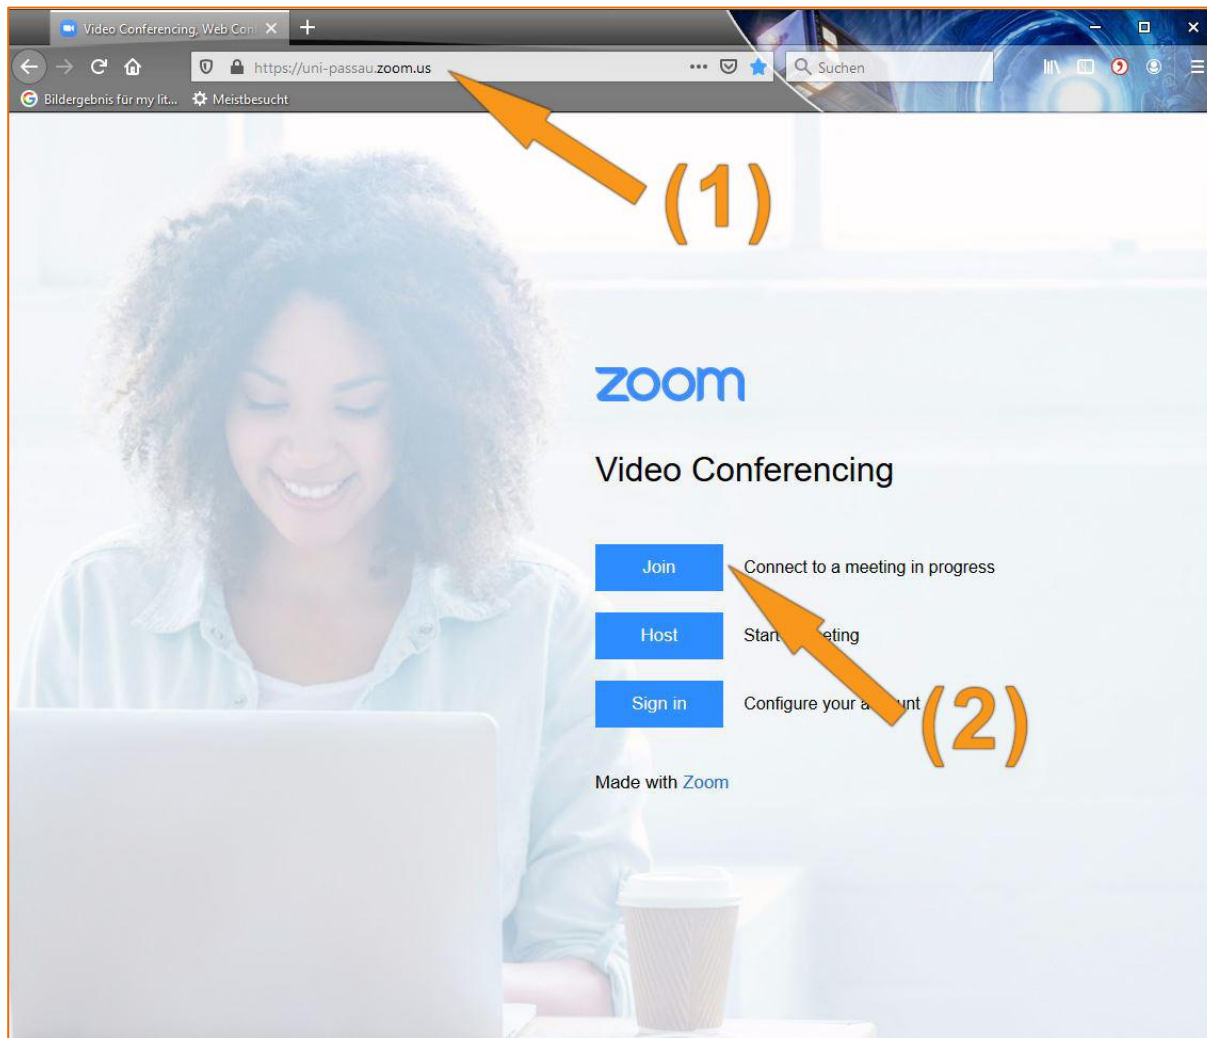 Video Conferencing, Web Conf
https://uni-passau.zoom.us
Suchen
Bildergebnis für my lit... Meistbesucht
(1)
zoom
Video Conferencing
Join Connect to a meeting in progress
Host Start eting
Sign in Configure your a unt
(2)
Made with Zoom